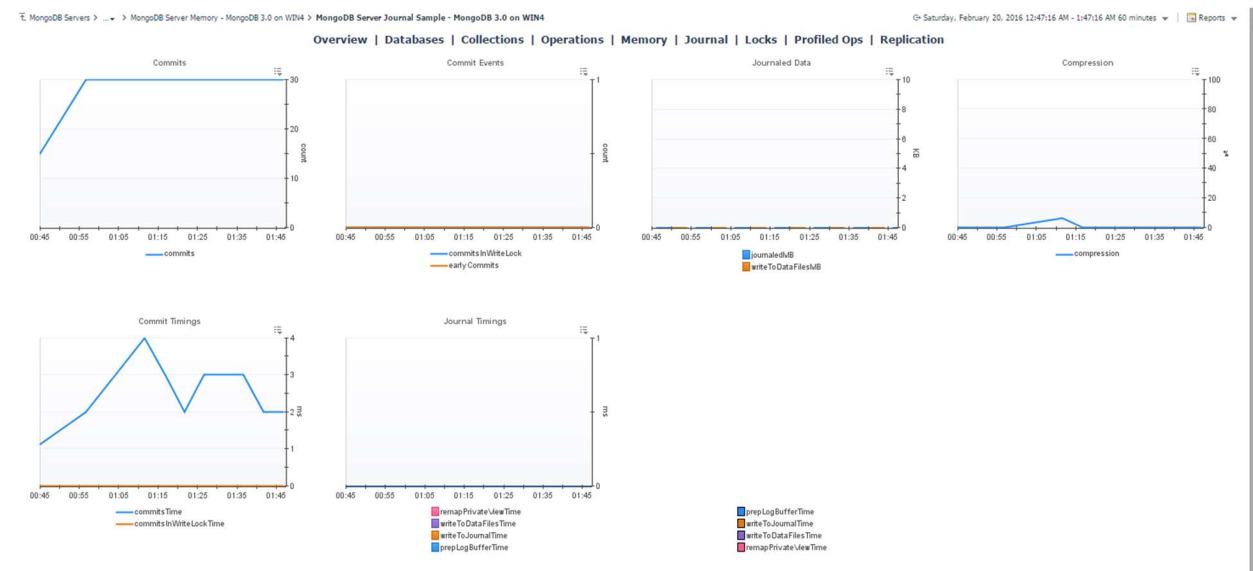 MongoDB Servers > ... > MongoDB Server Memory - MongoDB 3.0 on WIN4 > MongoDB Server Journal Sample - MongoDB 3.0 on WIN4
Saturday, February 20, 2016 12:47:16 AM - 1:47:16 AM 60 minutes | Reports
Overview | Databases | Collections | Operations | Memory | Journal | Locks | Profiled Ops | Replication
Commits
30
20
10
0
count
00:45 00:55 01:05 01:15 01:25 01:35 01:45
commits
Commit Events
1
0
count
00:45 00:55 01:05 01:15 01:25 01:35 01:45
commitsInWriteLock
earlyCommits
Journaled Data
10
8
6
4
2
0
KB
00:45 00:55 01:05 01:15 01:25 01:35 01:45
journaledMB
writeToDataFilesMB
Compression
100
80
60
40
20
0
00:45 00:55 01:05 01:15 01:25 01:35 01:45
compression
Commit Timings
4
3
2
1
0
ms
00:45 00:55 01:05 01:15 01:25 01:35 01:45
commitsTime
commitsInWriteLockTime
Journal Timings
1
0
ms
00:45 00:55 01:05 01:15 01:25 01:35 01:45
remapPrivateViewTime
writeToDataFilesTime
writeToJournalTime
prepLogBufferTime
prepLogBufferTime
writeToJournalTime
writeToDataFilesTime
remapPrivateViewTime